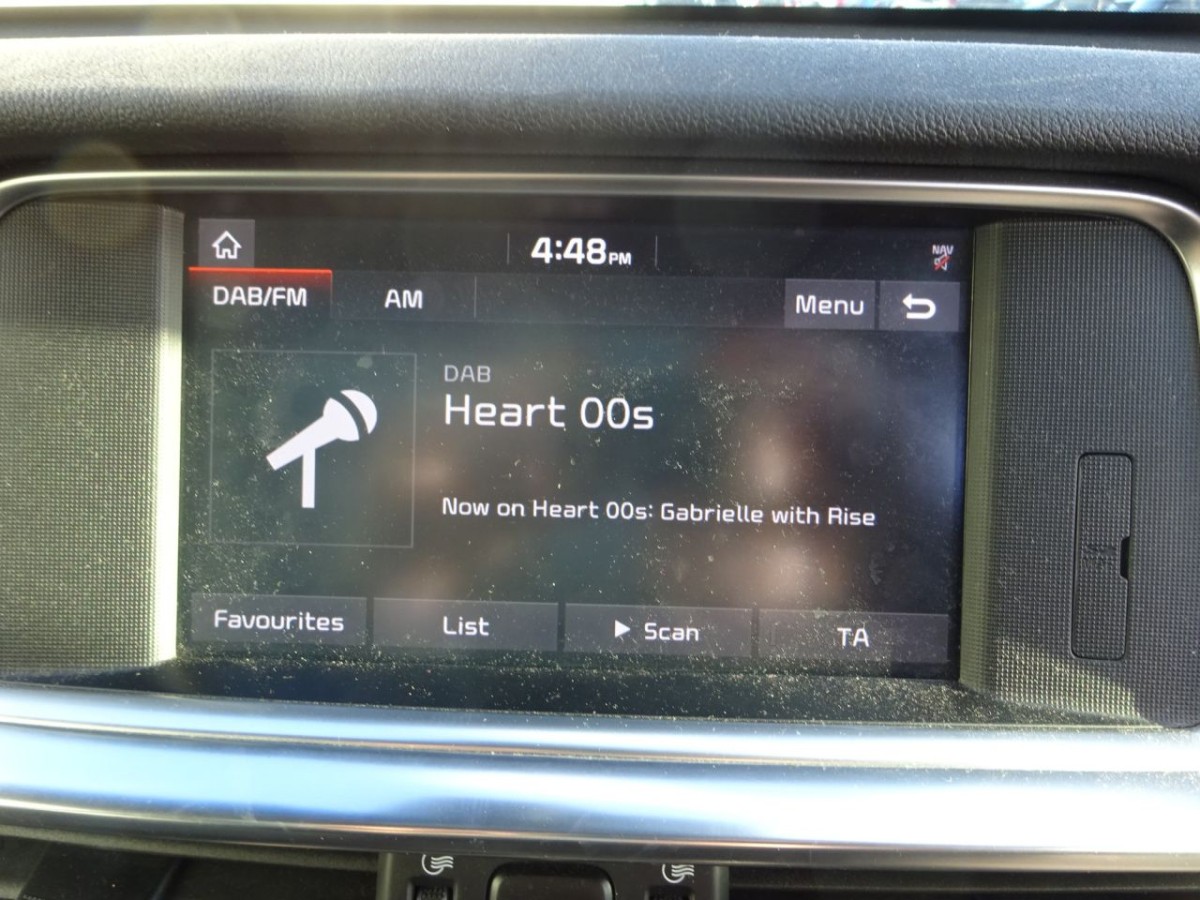 4:48PM
NAV
DAB/FM
AM
Menu
DAB
Heart 00s
Now on Heart 00s: Gabrielle with Rise
Favourites
List
Scan
TA